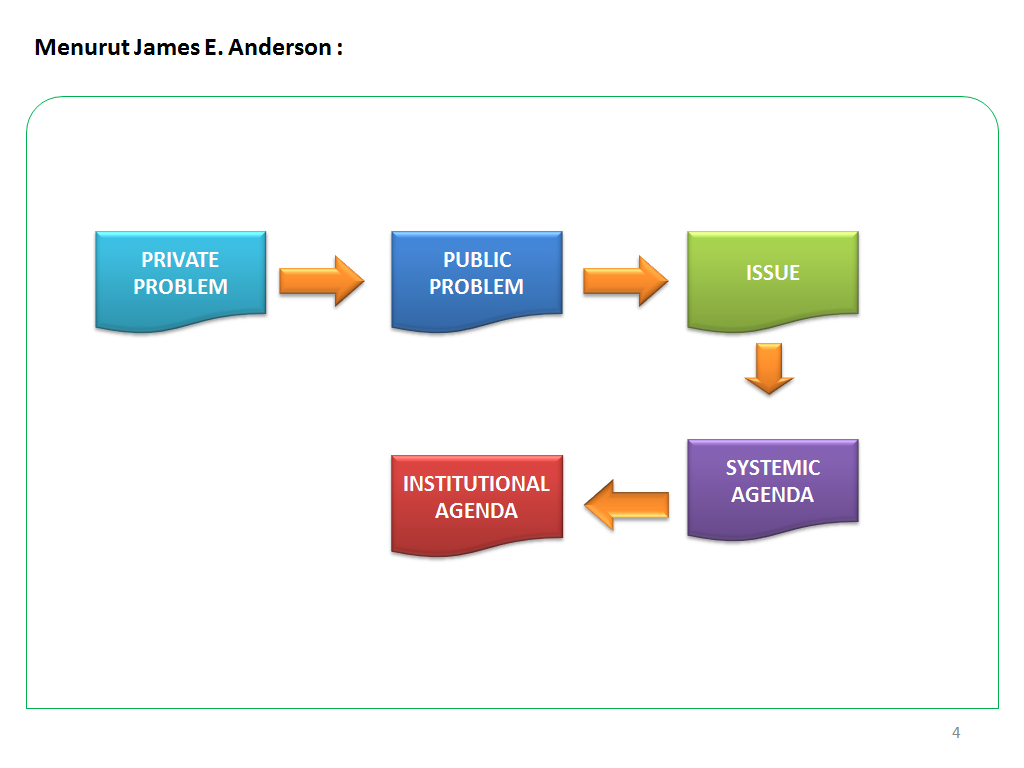 Menurut James E. Anderson :
PRIVATE
PROBLEM
PUBLIC
PROBLEM
ISSUE
SYSTEMIC
AGENDA
INSTITUTIONAL
AGENDA
4